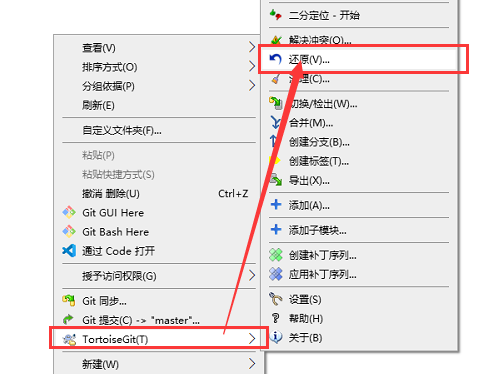 查看(V)
排序方式(O)
分组依据(P)
刷新(E)
自定义文件夹(F)...
粘贴(P)
粘贴快捷方式(S)
撤消 删除(U) Ctrl+Z
Git GUI Here
Git Bash Here
通过 Code 打开
授予访问权限(G)
Git 同步...
Git 提交(C) -> "master"...
TortoiseGit(T)
新建(W)
二分定位 - 开始
解决冲突(O)...
还原(V)...
清理(C)...
切换/检出(W)...
合并(M)...
创建分支(B)...
创建标签(T)...
导出(X)...
添加(A)...
添加子模块...
创建补丁序列...
应用补丁序列...
设置(S)
帮助(H)
关于(B)